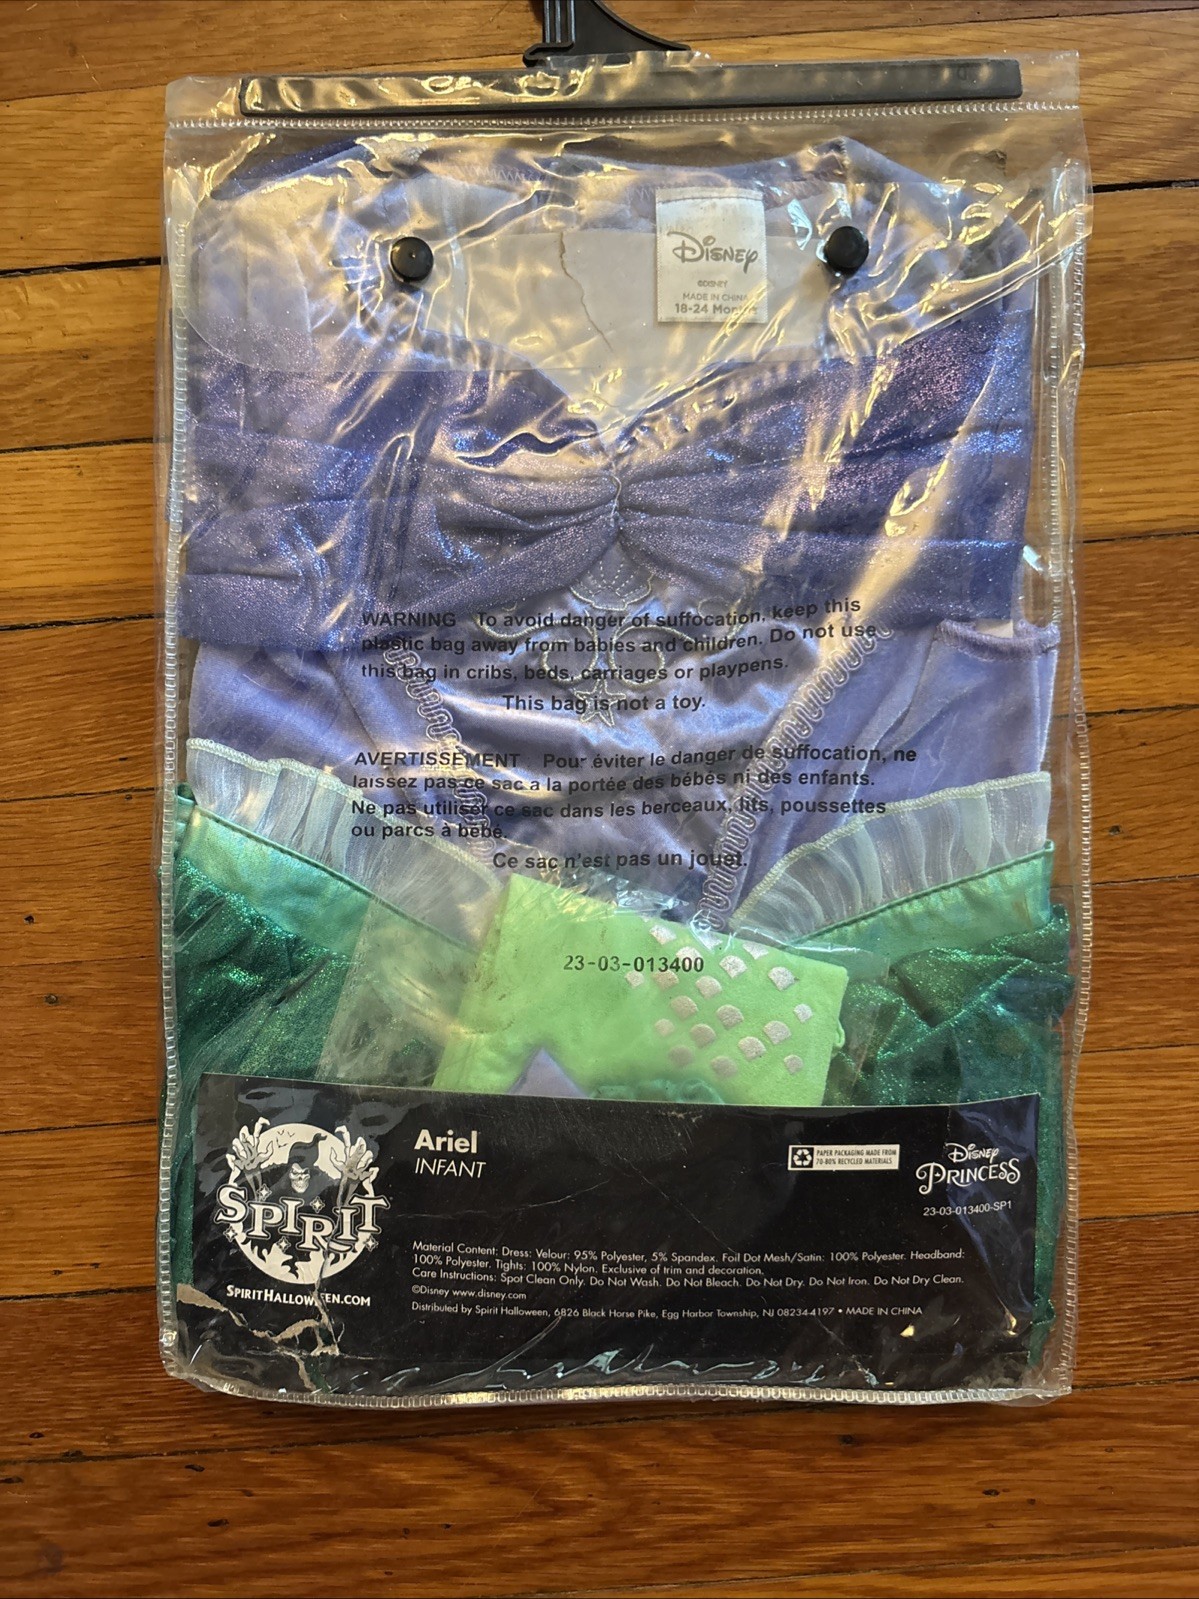 Disney
©DISNEY
MADE IN CHINA
18-24 Months
WARNING To avoid danger of suffocation, keep this
plastic bag away from babies and children. Do not use
this bag in cribs, beds, carriages or playpens.
This bag is not a toy.
AVERTISSEMENT Pour éviter le danger de suffocation, ne
laissez pas ce sac a la portée des bébés ni des enfants.
Ne pas utiliser ce sac dans les berceaux, lits, poussettes
ou parcs à bébé.
Ce sac n'est pas un jouet.
23-03-013400
SPIRIT
SPIRITHALLOWEEN.COM
Ariel
INFANT
PAPER PACKAGING MADE FROM
70-80% RECYCLED MATERIALS
Disney
PRINCESS
23-03-013400-SP1
Material Content: Dress: Velour: 95% Polyester, 5% Spandex. Foil Dot Mesh/Satin: 100% Polyester. Headband:
100% Polyester. Tights: 100% Nylon. Exclusive of trim and decoration.
Care Instructions: Spot Clean Only. Do Not Wash. Do Not Bleach. Do Not Dry. Do Not Iron. Do Not Dry Clean.
©Disney www.disney.com
Distributed by Spirit Halloween, 6826 Black Horse Pike, Egg Harbor Township, NJ 08234-4197 • MADE IN CHINA